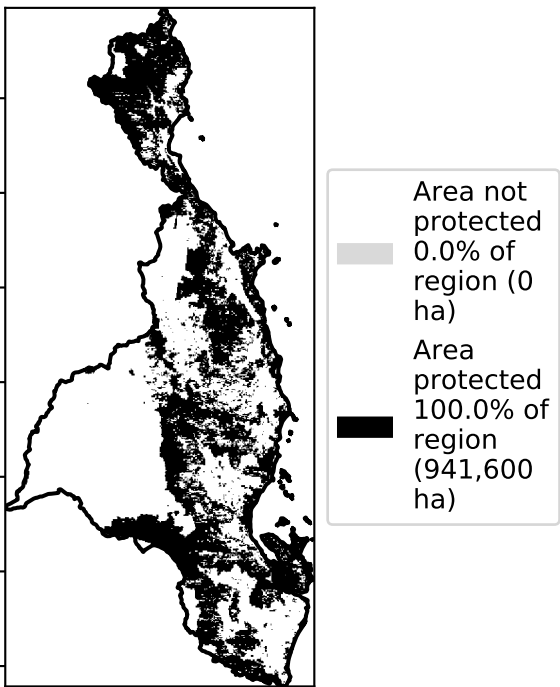 Area not
protected
0.0% of
region (0
ha)
Area
protected
100.0% of
region
(941,600
ha)